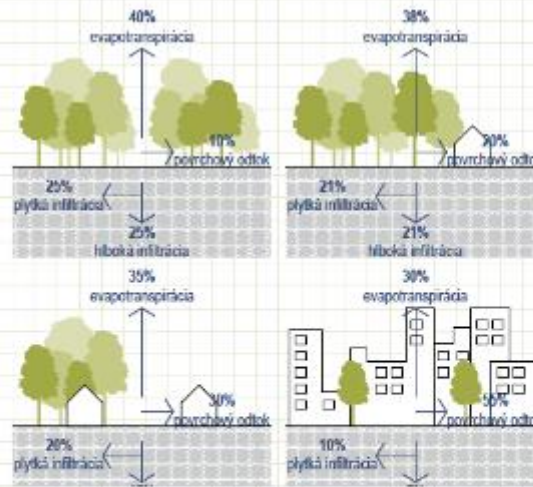 40%
evapotranspirácia
10%
povrchový odtok
25%
plytká infiltrácia
25%
hlboká infiltrácia
38%
evapotranspirácia
20%
povrchový odtok
21%
plytká infiltrácia
21%
hlboká infiltrácia
35%
evapotranspirácia
30%
povrchový odtok
20%
plytká infiltrácia
30%
evapotranspirácia
55%
povrchový odtok
10%
plytká infiltrácia